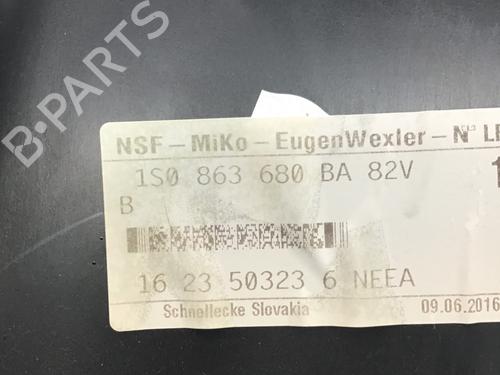 B-PARTS
NSF-MiKo-EugenWexler-N° LE
1S0 863 680 BA 82V
B
16 23 50323 6 NEEA
Schnellecke Slovakia
09.06.2016